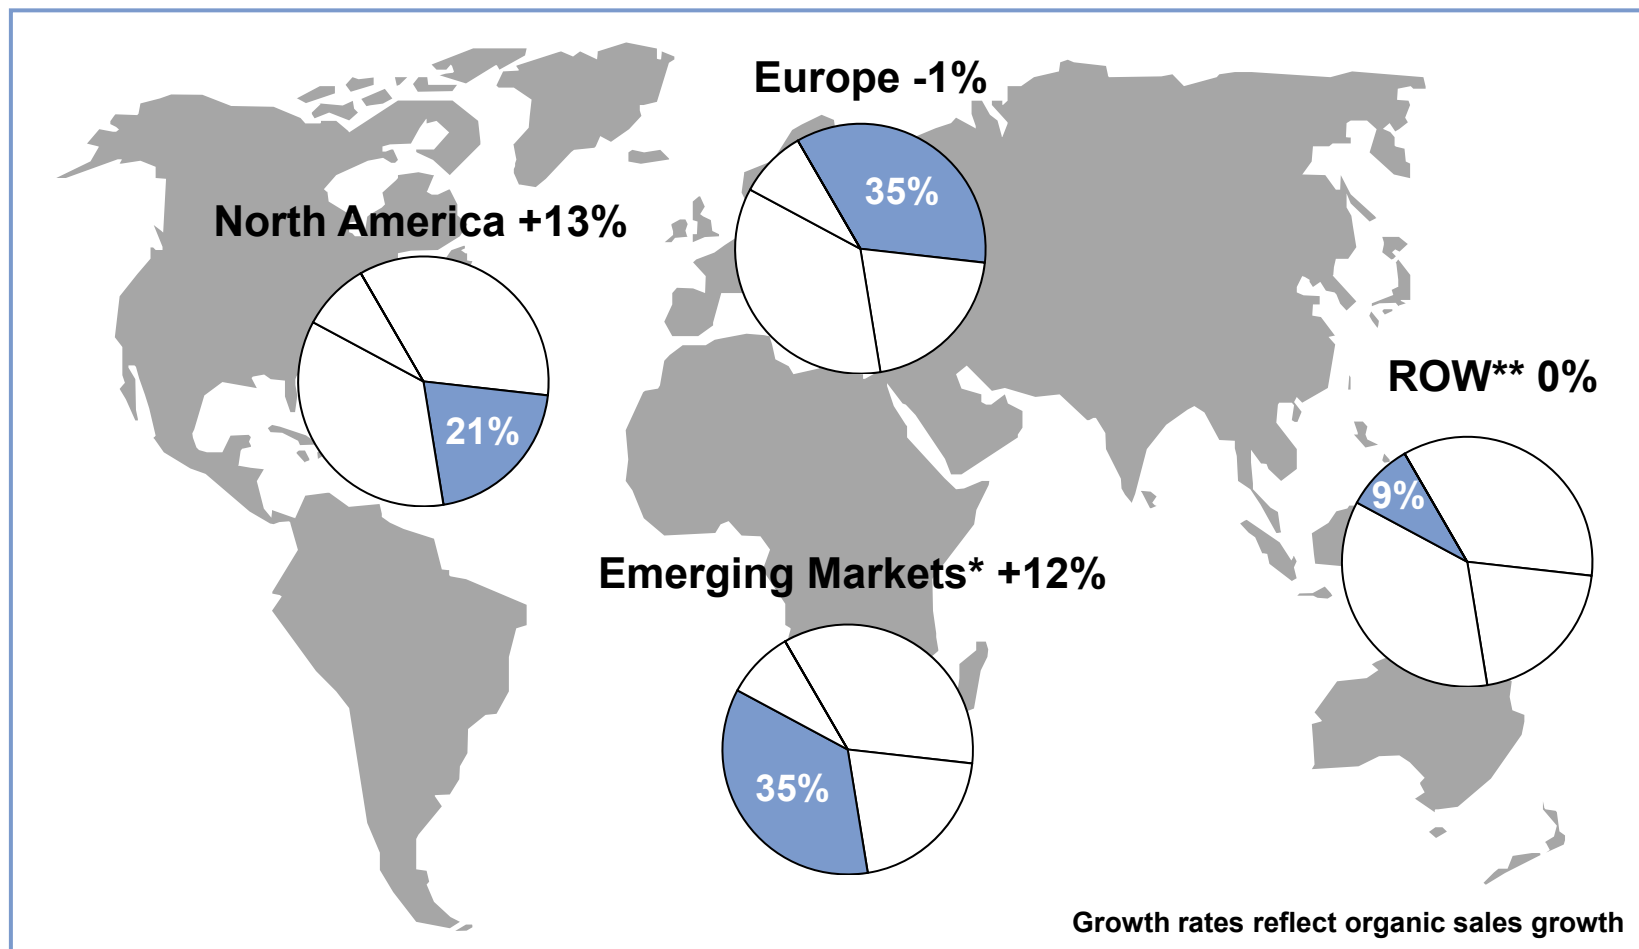 Europe -1%
35%
North America +13%
21%
ROW** 0%
9%
Emerging Markets* +12%
35%
Growth rates reflect organic sales growth